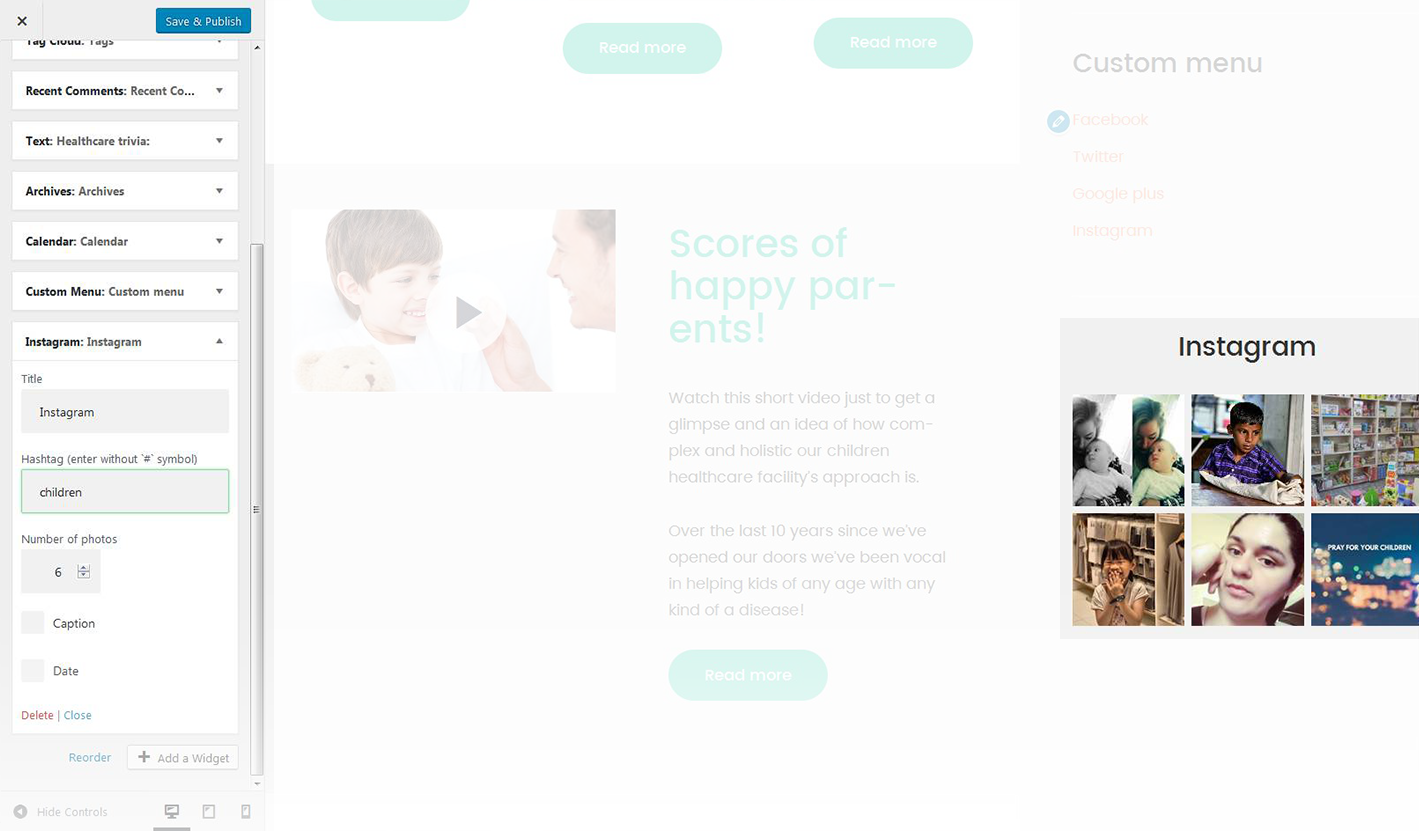 Save & Publish
Tag Cloud: Tags
Recent Comments: Recent Co...
Text: Healthcare trivia:
Archives: Archives
Calendar: Calendar
Custom Menu: Custom menu
Instagram: Instagram
Title
Instagram
Hashtag (enter without `#` symbol)
children
Number of photos
6
Caption
Date
Delete | Close
Reorder
Add a Widget
Hide Controls
Read more
Read more
Scores of
happy par-
ents!
Watch this short video just to get a
glimpse and an idea of how com-
plex and holistic our children
healthcare facility's approach is.
Over the last 10 years since we've
opened our doors we've been vocal
in helping kids of any age with any
kind of a disease!
Read more
Custom menu
Facebook
Twitter
Google plus
Instagram
Instagram
PRAY FOR YOUR CHILDREN